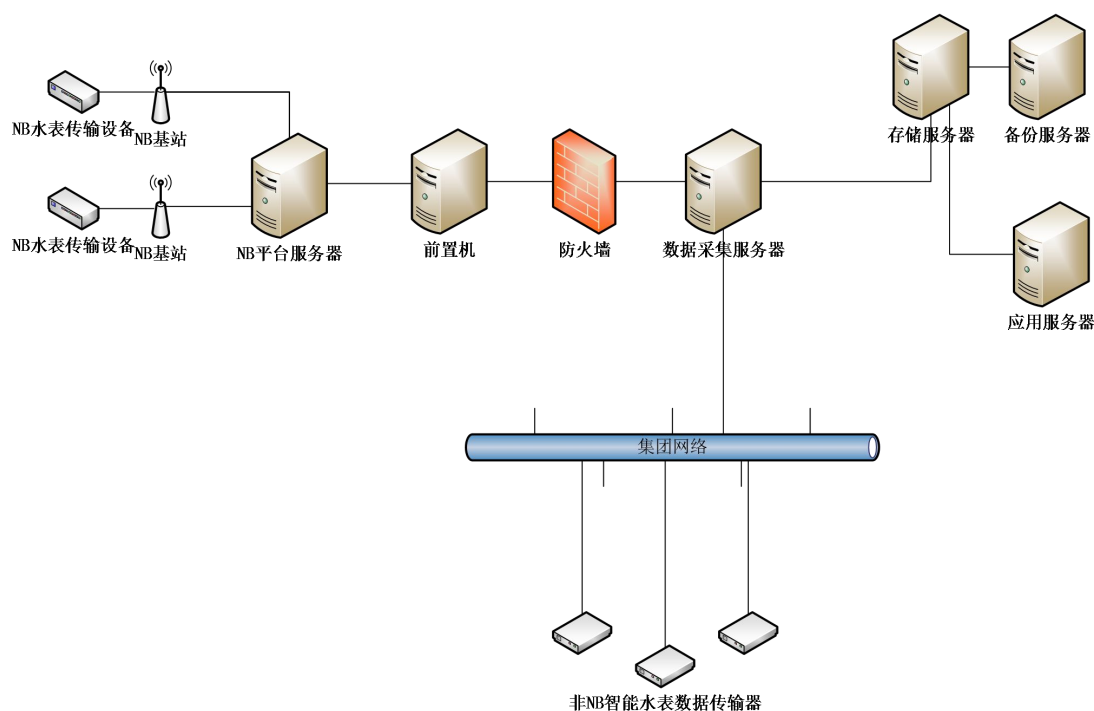 存储服务器
备份服务器
NB水表传输设备
NB基站
NB水表传输设备
NB基站
NB平台服务器
前置机
防火墙
数据采集服务器
应用服务器
集团网络
非NB智能水表数据传输器